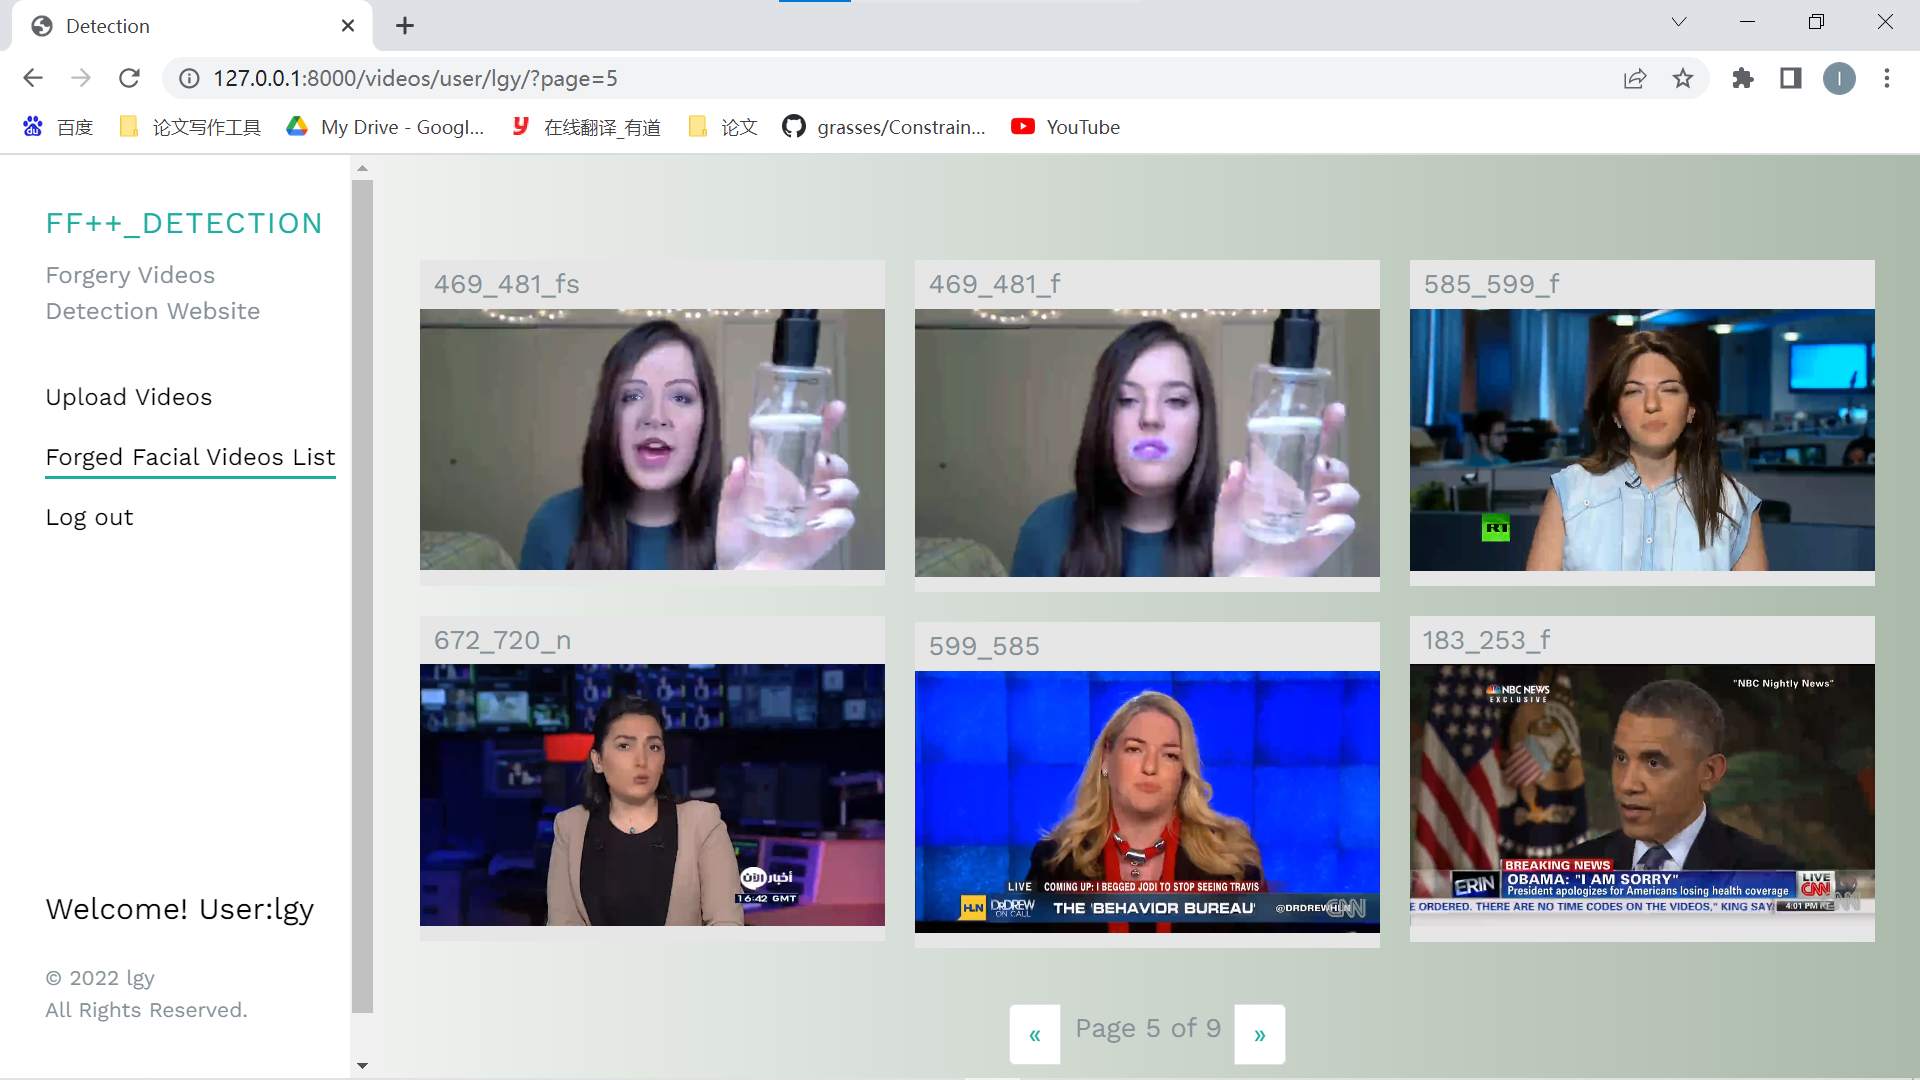 Detection
127.0.0.1:8000/videos/user/lgy/?page=5
I
百度
论文写作工具
My Drive - Googl...
在线翻译_有道
论文
grasses/Constrain...
YouTube
FF++_DETECTION
Forgery Videos
Detection Website
Upload Videos
Forged Facial Videos List
Log out
Welcome! User:lgy
© 2022 lgy
All Rights Reserved.
469_481_fs
469_481_f
585_599_f
RT
672_720_n
أخبار الآن
16:42 GMT
599_585
LIVE COMING UP: I BEGGED JODI TO STOP SEEING TRAVIS
HLN DR.DREW ON CALL THE 'BEHAVIOR BUREAU' @DRDREWHLN CNN
183_253_f
NBC NEWS
EXCLUSIVE
"NBC Nightly News"
BREAKING NEWS
ERIN
OBAMA: "I AM SORRY"
President apologizes for Americans losing health coverage
LIVE
CNN
E ORDERED. THERE ARE NO TIME CODES ON THE VIDEOS," KING SAY
4:01 PM
« Page 5 of 9 »